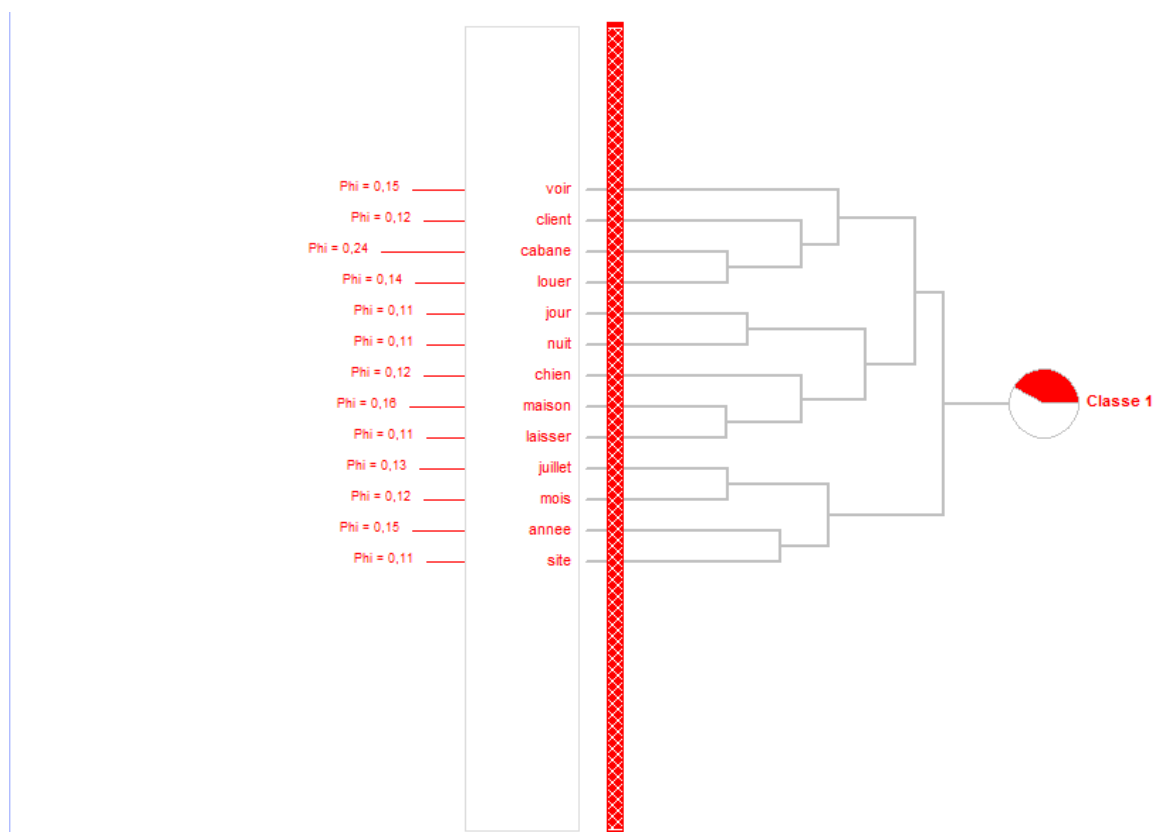 Phi = 0,15 voir
Phi = 0,12 client
Phi = 0,24 cabane
Phi = 0,14 louer
Phi = 0,11 jour
Phi = 0,11 nuit
Phi = 0,12 chien
Phi = 0,16 maison
Phi = 0,11 laisser
Phi = 0,13 juillet
Phi = 0,12 mois
Phi = 0,15 annee
Phi = 0,11 site
Classe 1